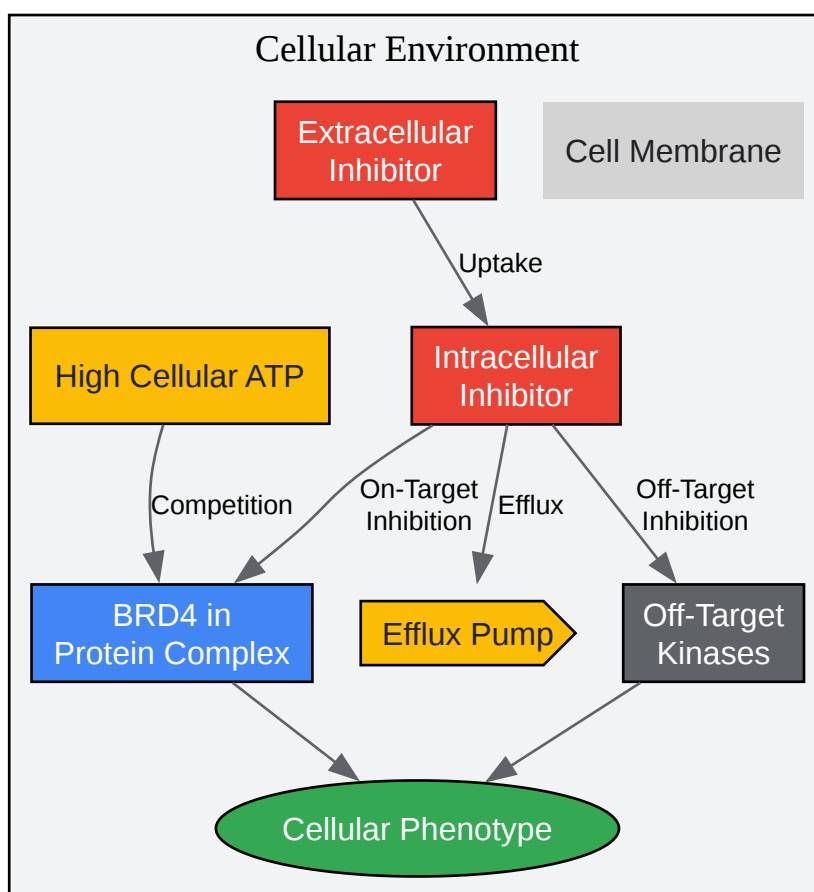 Cellular Environment
Extracellular
Inhibitor
Cell Membrane
Uptake
High Cellular ATP
Intracellular
Inhibitor
Competition
On-Target
Inhibition
Efflux
Off-Target
Inhibition
BRD4 in
Protein Complex
Efflux Pump
Off-Target
Kinases
Cellular Phenotype